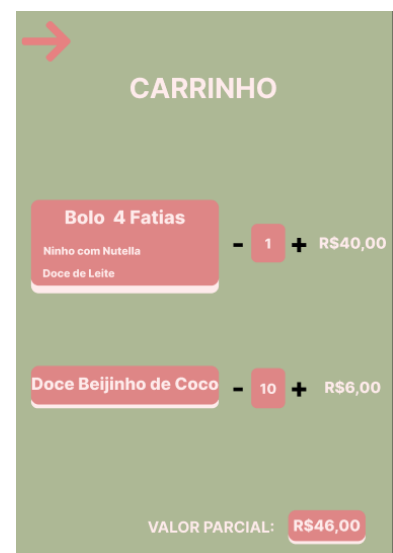 CARRINHO
Bolo 4 Fatias
Ninho com Nutella
Doce de Leite
- 1 + R$40,00
Doce Beijinho de Coco
- 10 + R$6,00
VALOR PARCIAL: R$46,00